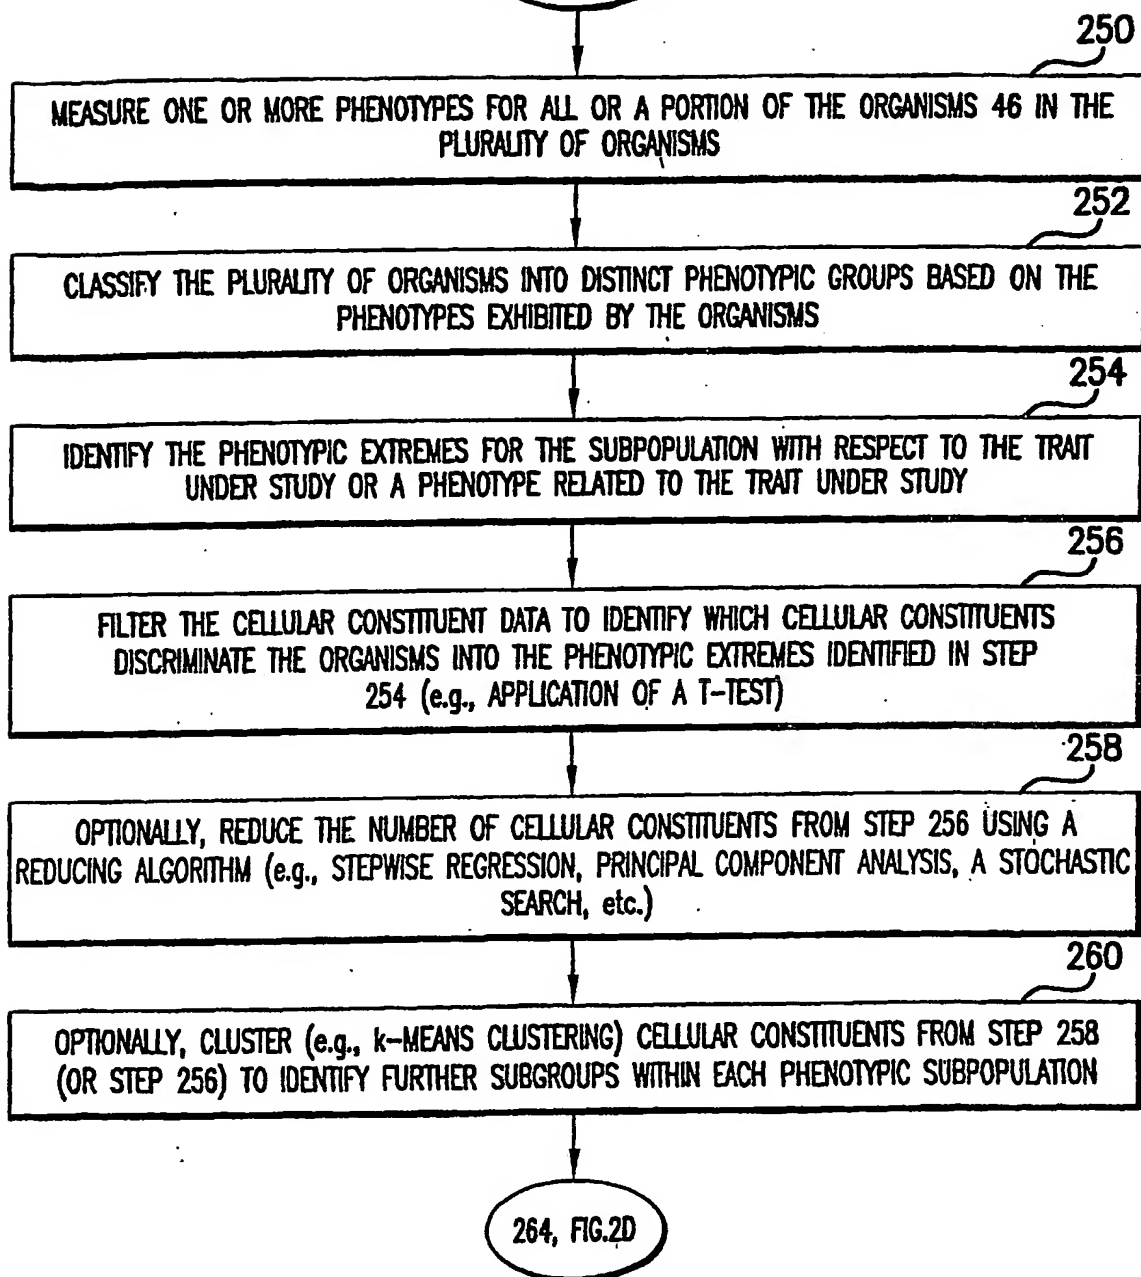 250
MEASURE ONE OR MORE PHENOTYPES FOR ALL OR A PORTION OF THE ORGANISMS 46 IN THE
PLURALITY OF ORGANISMS
252
CLASSIFY THE PLURALITY OF ORGANISMS INTO DISTINCT PHENOTYPIC GROUPS BASED ON THE
PHENOTYPES EXHIBITED BY THE ORGANISMS
254
IDENTIFY THE PHENOTYPIC EXTREMES FOR THE SUBPOPULATION WITH RESPECT TO THE TRAIT
UNDER STUDY OR A PHENOTYPE RELATED TO THE TRAIT UNDER STUDY
256
FILTER THE CELLULAR CONSTITUENT DATA TO IDENTIFY WHICH CELLULAR CONSTITUENTS
DISCRIMINATE THE ORGANISMS INTO THE PHENOTYPIC EXTREMES IDENTIFIED IN STEP
254 (e.g., APPLICATION OF A T-TEST)
258
OPTIONALLY, REDUCE THE NUMBER OF CELLULAR CONSTITUENTS FROM STEP 256 USING A
REDUCING ALGORITHM (e.g., STEPWISE REGRESSION, PRINCIPAL COMPONENT ANALYSIS, A STOCHASTIC
SEARCH, etc.)
260
OPTIONALLY, CLUSTER (e.g., k-MEANS CLUSTERING) CELLULAR CONSTITUENTS FROM STEP 258
(OR STEP 256) TO IDENTIFY FURTHER SUBGROUPS WITHIN EACH PHENOTYPIC SUBPOPULATION
264, FIG.2D